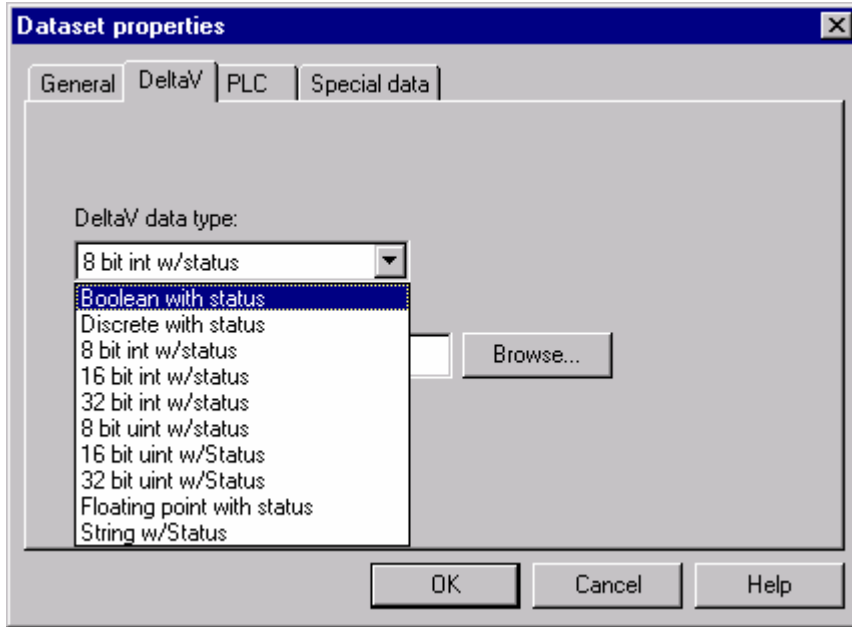 Dataset properties
General DeltaV PLC Special data
DeltaV data type:
8 bit int w/status
Boolean with status
Discrete with status
8 bit int w/status
16 bit int w/status
32 bit int w/status
8 bit uint w/status
16 bit uint w/Status
32 bit uint w/Status
Floating point with status
String w/Status
Browse...
OK Cancel Help